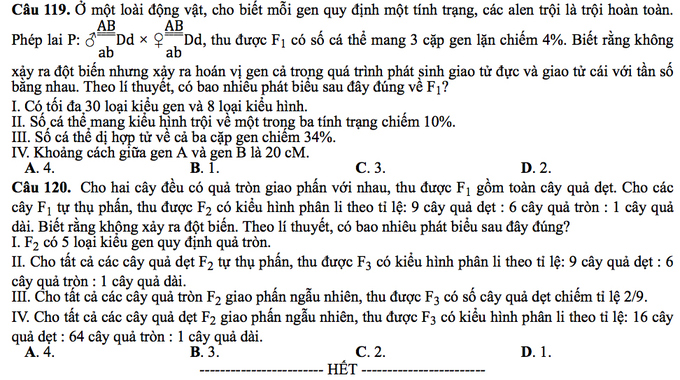 Câu 119. Ở một loài động vật, cho biết mỗi gen quy định một tính trạng, các alen trội là trội hoàn toàn.
Phép lai P: ♂ AB/ab Dd × ♀ AB/ab Dd, thu được F₁ có số cá thể mang 3 cặp gen lặn chiếm 4%. Biết rằng không
xảy ra đột biến nhưng xảy ra hoán vị gen cả trong quá trình phát sinh giao tử đực và giao tử cái với tần số
bằng nhau. Theo lí thuyết, có bao nhiêu phát biểu sau đây đúng về F₁?
I. Có tối đa 30 loại kiểu gen và 8 loại kiểu hình.
II. Số cá thể mang kiểu hình trội về một trong ba tính trạng chiếm 10%.
III. Số cá thể dị hợp tử về cả ba cặp gen chiếm 34%.
IV. Khoảng cách giữa gen A và gen B là 20 cM.
A. 4. B. 1. C. 3. D. 2.
Câu 120. Cho hai cây đều có quả tròn giao phấn với nhau, thu được F₁ gồm toàn cây quả dẹt. Cho các
cây F₁ tự thụ phấn, thu được F₂ có kiểu hình phân li theo tỉ lệ: 9 cây quả dẹt : 6 cây quả tròn : 1 cây quả
dài. Biết rằng không xảy ra đột biến. Theo lí thuyết, có bao nhiêu phát biểu sau đây đúng?
I. F₂ có 5 loại kiểu gen quy định quả tròn.
II. Cho tất cả các cây quả dẹt F₂ tự thụ phấn, thu được F₃ có kiểu hình phân li theo tỉ lệ: 9 cây quả dẹt : 6
cây quả tròn : 1 cây quả dài.
III. Cho tất cả các cây quả tròn F₂ giao phấn ngẫu nhiên, thu được F₃ có số cây quả dẹt chiếm tỉ lệ 2/9.
IV. Cho tất cả các cây quả dẹt F₂ giao phấn ngẫu nhiên, thu được F₃ có kiểu hình phân li theo tỉ lệ: 16 cây
quả dẹt : 64 cây quả tròn : 1 cây quả dài.
A. 4. B. 3. C. 2. D. 1.
------------------------ HẾT ------------------------